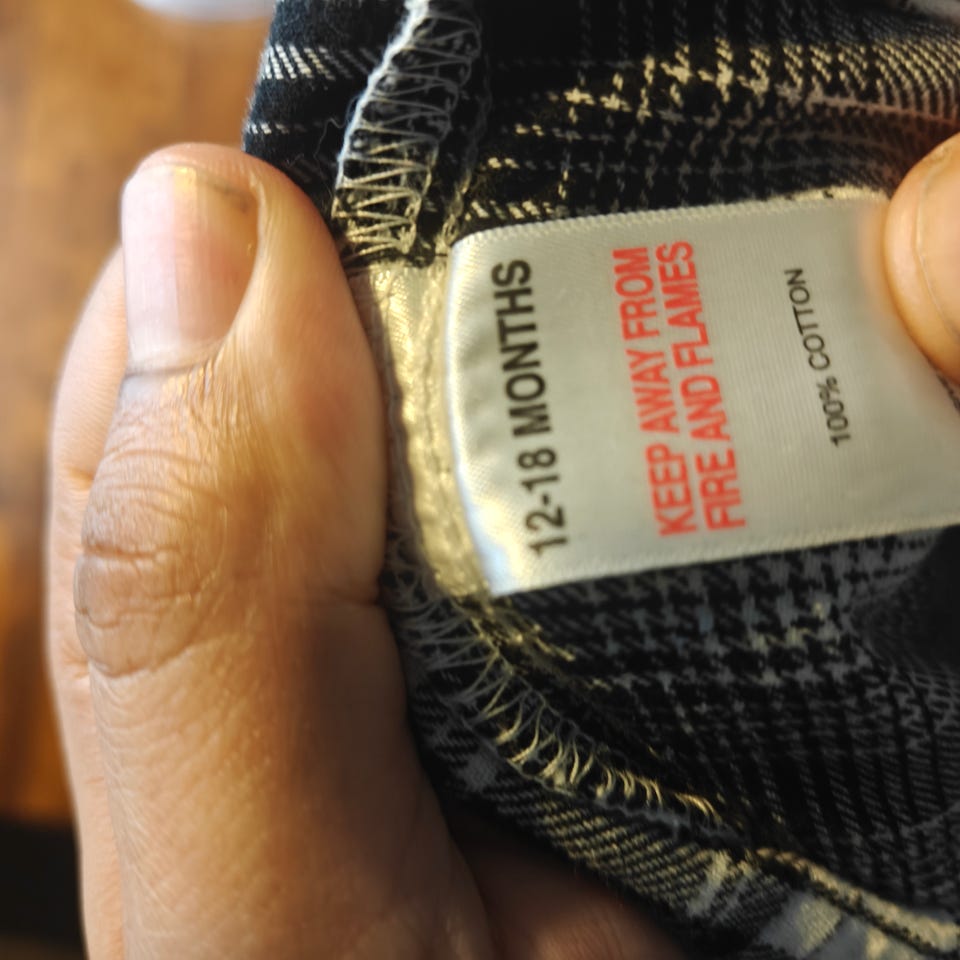 12-18 MONTHS
KEEP AWAY FROM
FIRE AND FLAMES
100% COTTON